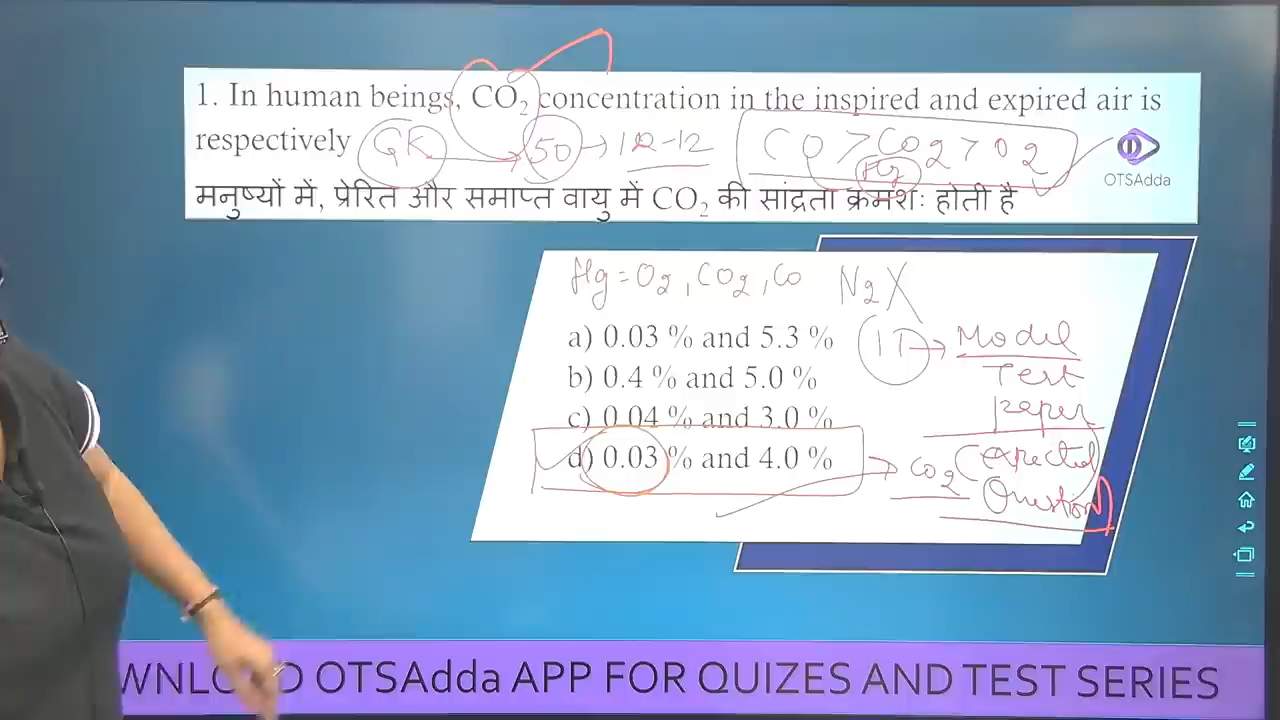 1. In human beings, CO₂ concentration in the inspired and expired air is
respectively GK → 50 → 12-12 CO > CO2 > O2
Hg
OTSAdda
मनुष्यों में, प्रेरित और समाप्त वायु में CO₂ की सांद्रता क्रमशः होती है
Hg = O2, CO2, CO N2 X
a) 0.03 % and 5.3 %
b) 0.4 % and 5.0 %
c) 0.04 % and 3.0 %
d) 0.03 % and 4.0 %
11 → Model
Test
paper
CO2 (expected
Question)
WNLOAD OTSAdda APP FOR QUIZES AND TEST SERIES